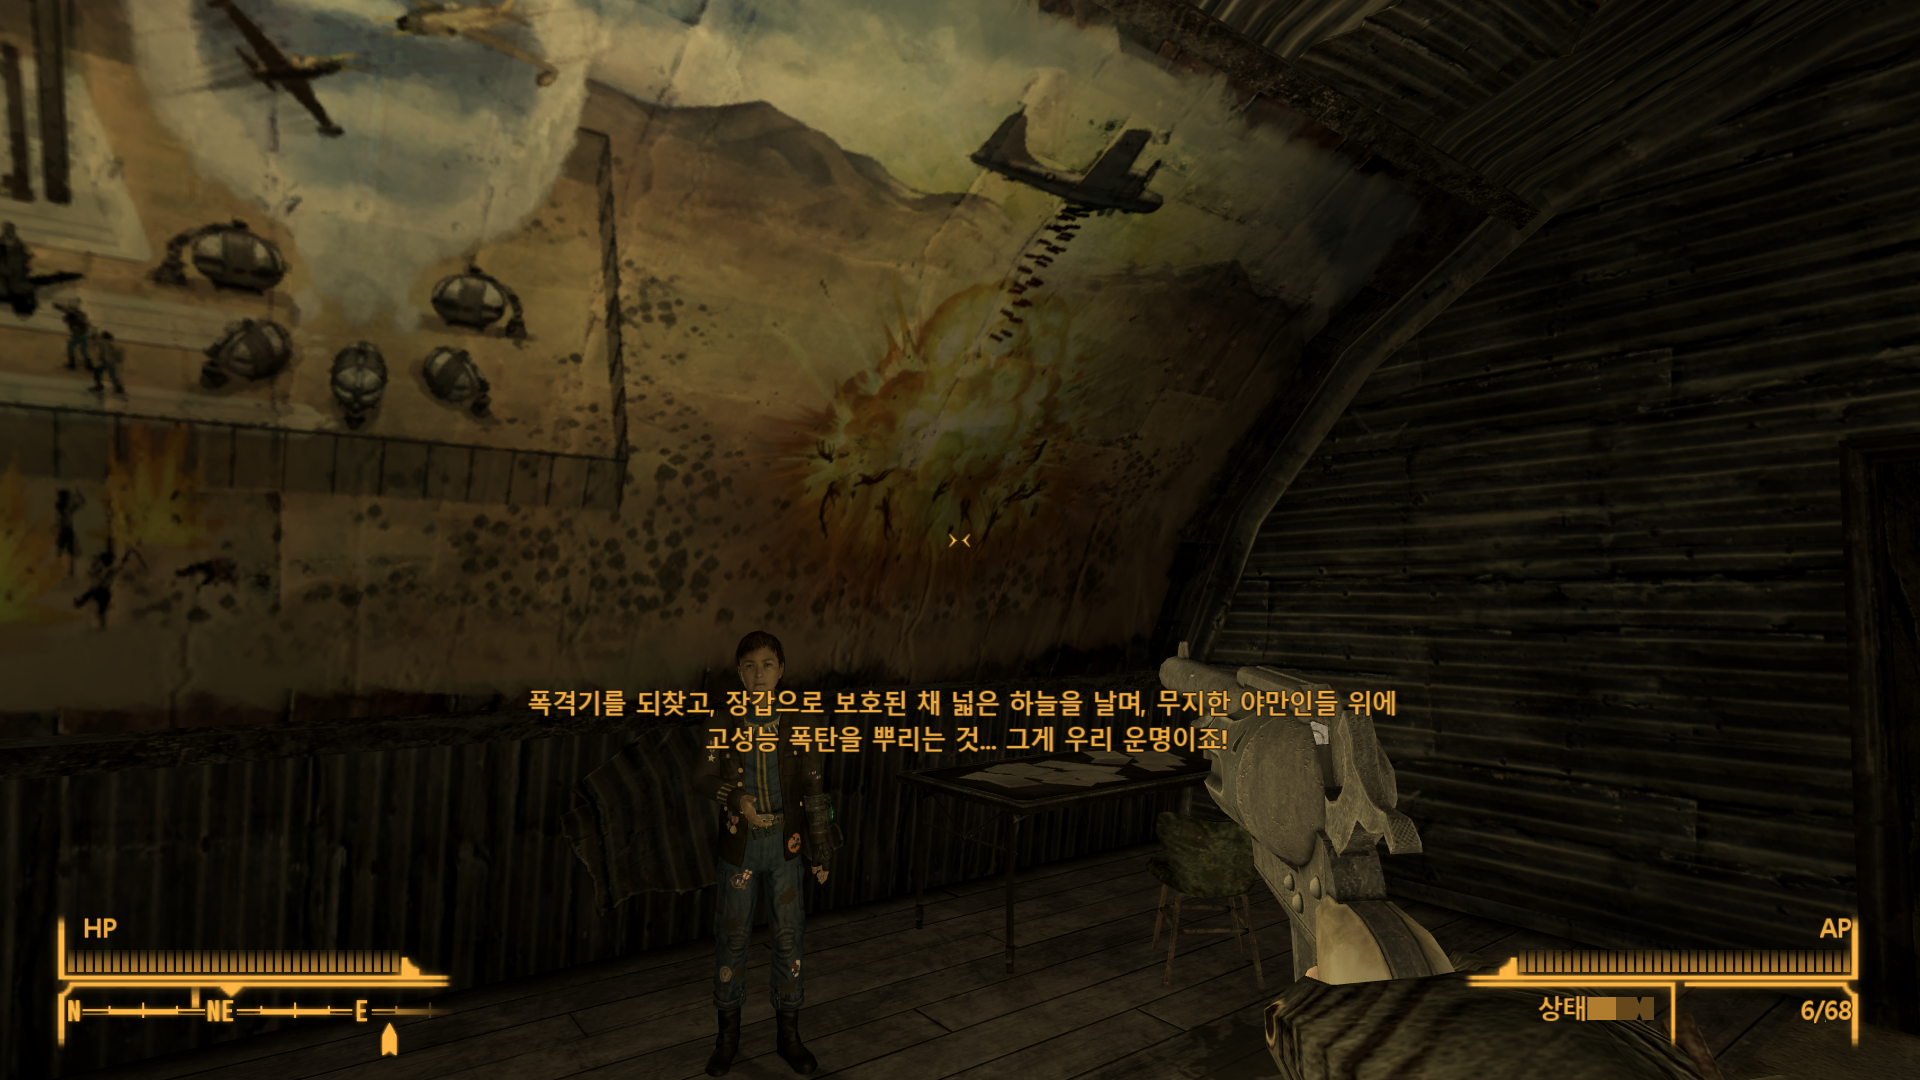 폭격기를 되찾고, 장갑으로 보호된 채 넓은 하늘을 날며, 무지한 야만인들 위에
고성능 폭탄을 뿌리는 것... 그게 우리 운명이죠!
HP
AP
N NE E
상태
6/68